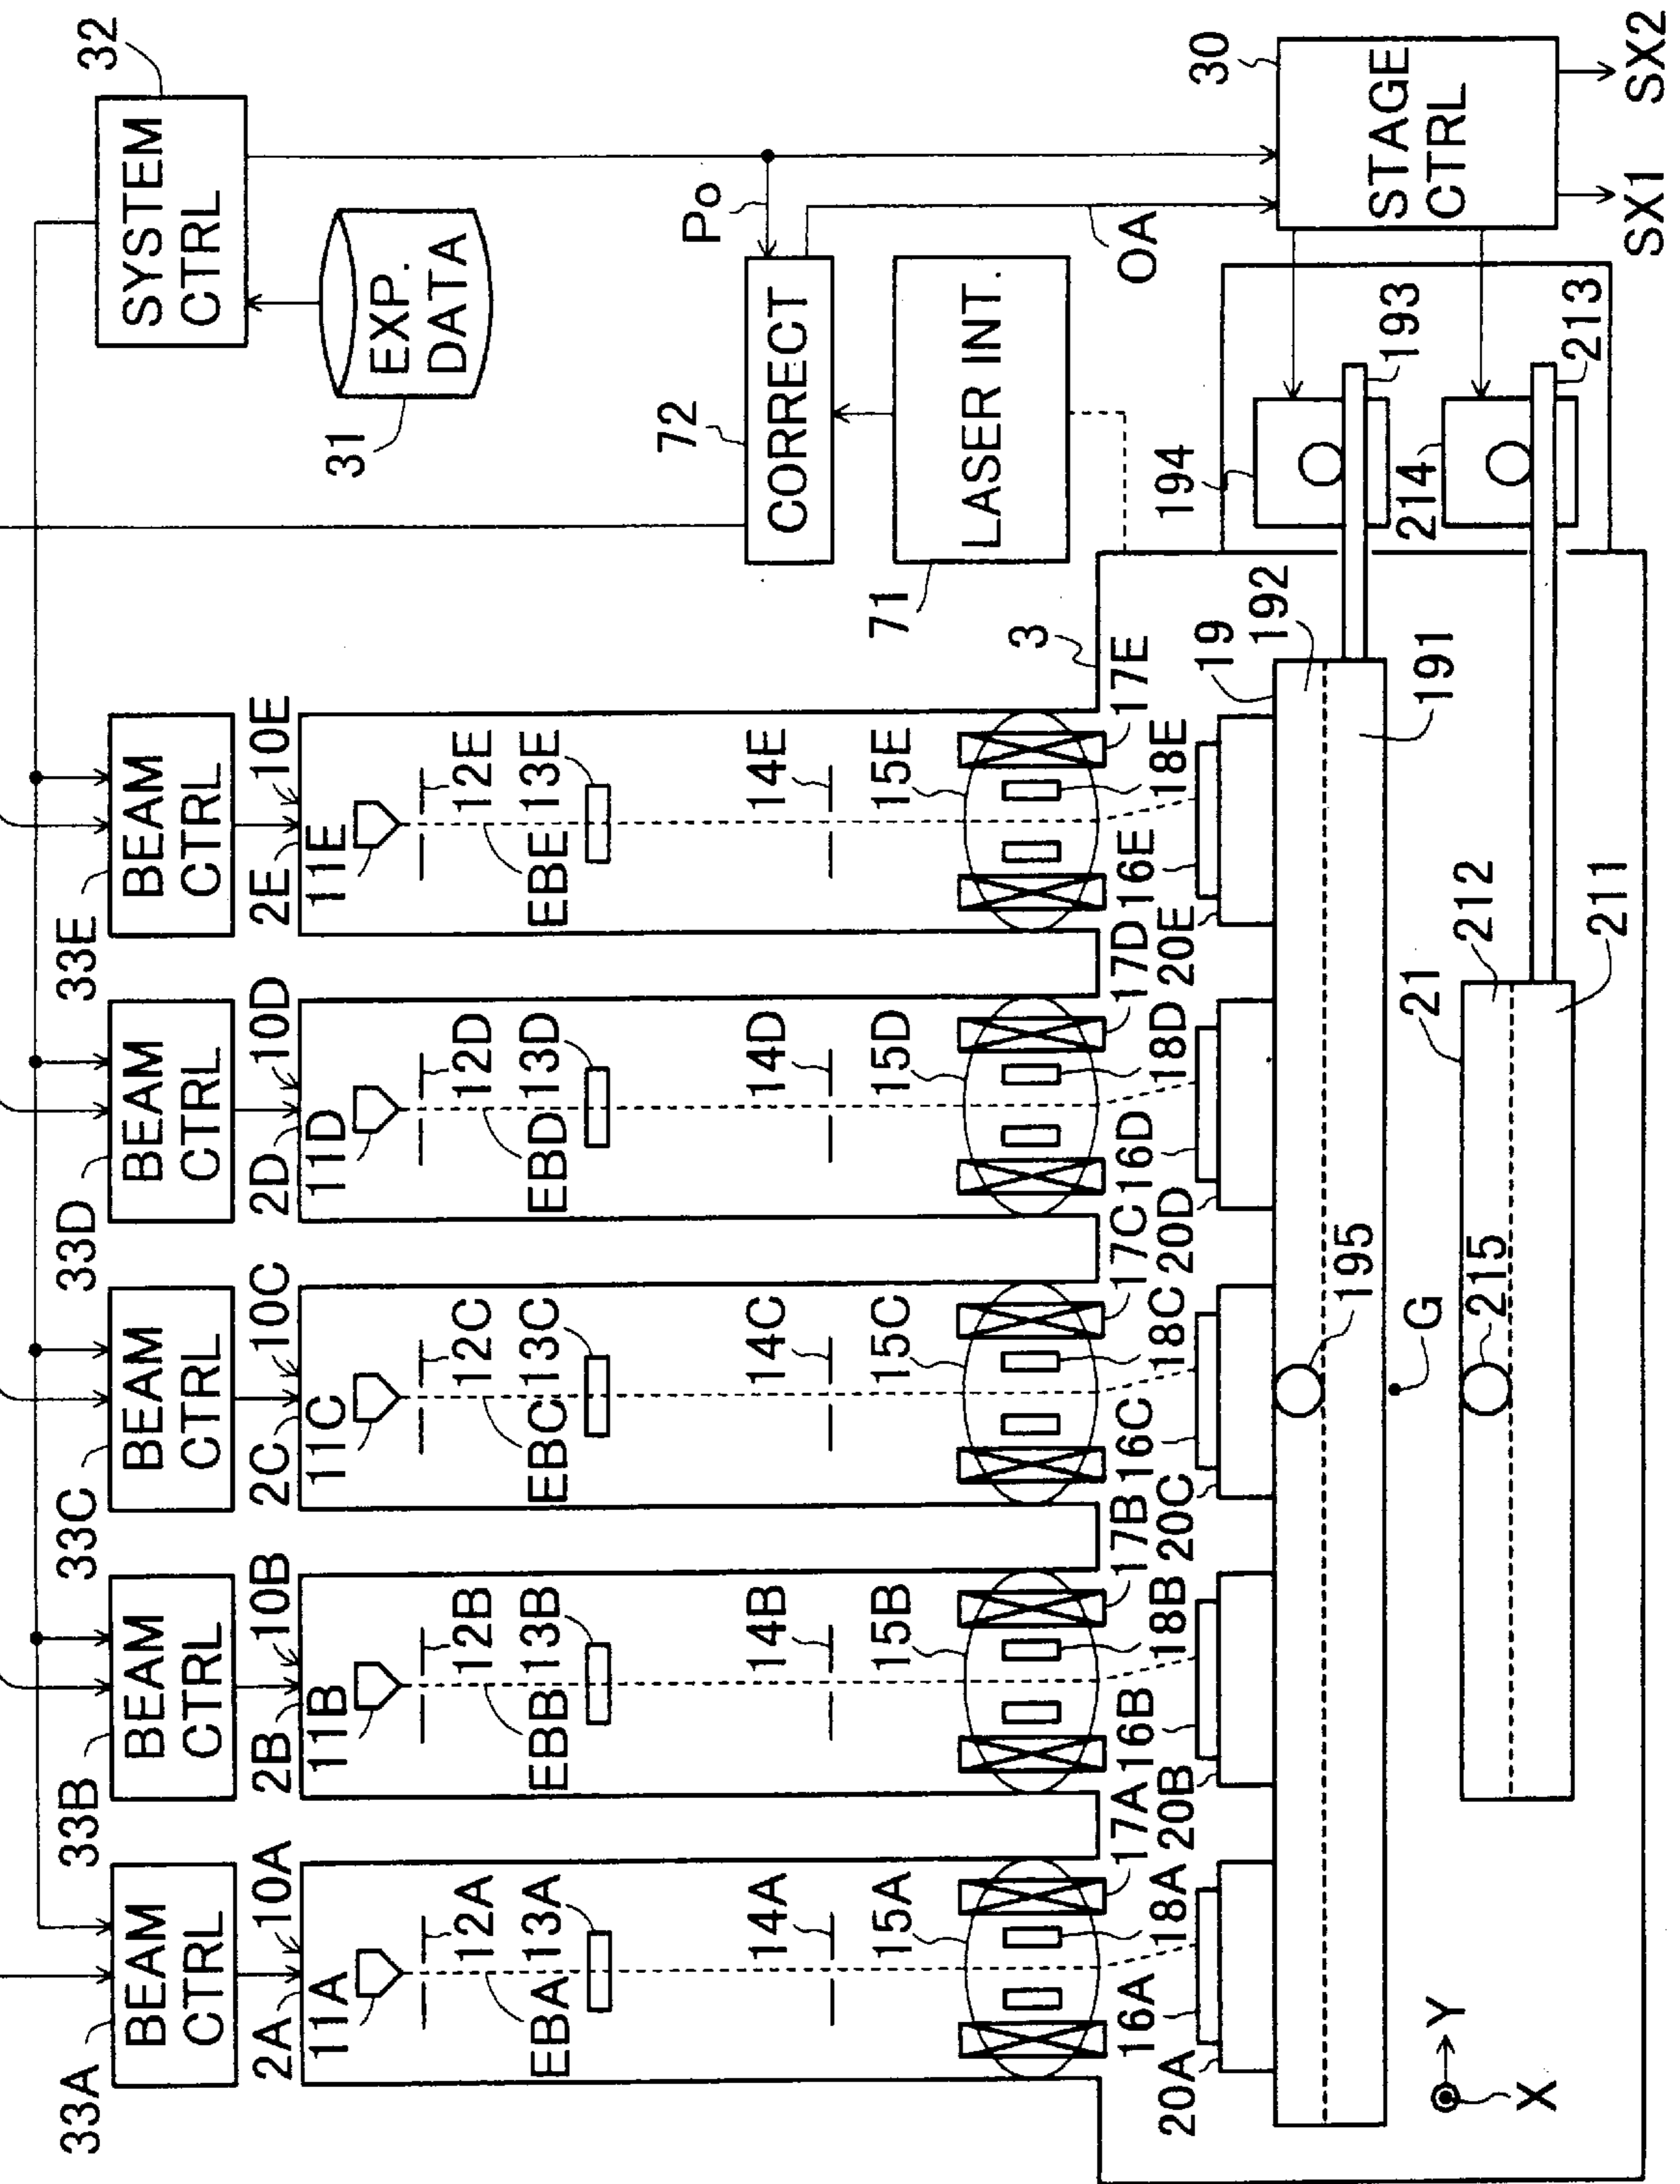 33A
BEAM
CTRL
33B
BEAM
CTRL
33C
BEAM
CTRL
33D
BEAM
CTRL
33E
BEAM
CTRL
SYSTEM
CTRL
32
EXP.
DATA
31
2A
10A
11A
12A
EBA
13A
14A
15A
2B
10B
11B
12B
EBB
13B
14B
15B
2C
10C
11C
12C
EBC
13C
14C
15C
2D
10D
11D
12D
EBD
13D
14D
15D
2E
10E
11E
12E
EBE
13E
14E
15E
72
CORRECT
Po
71
LASER INT.
OA
30
STAGE
CTRL
SX1
SX2
3
16A
17A
18A
20A
16B
17B
18B
20B
16C
17C
18C
20C
16D
17D
18D
20D
16E
17E
18E
20E
19
192
191
195
194
193
G
21
212
211
215
214
213
Y
X